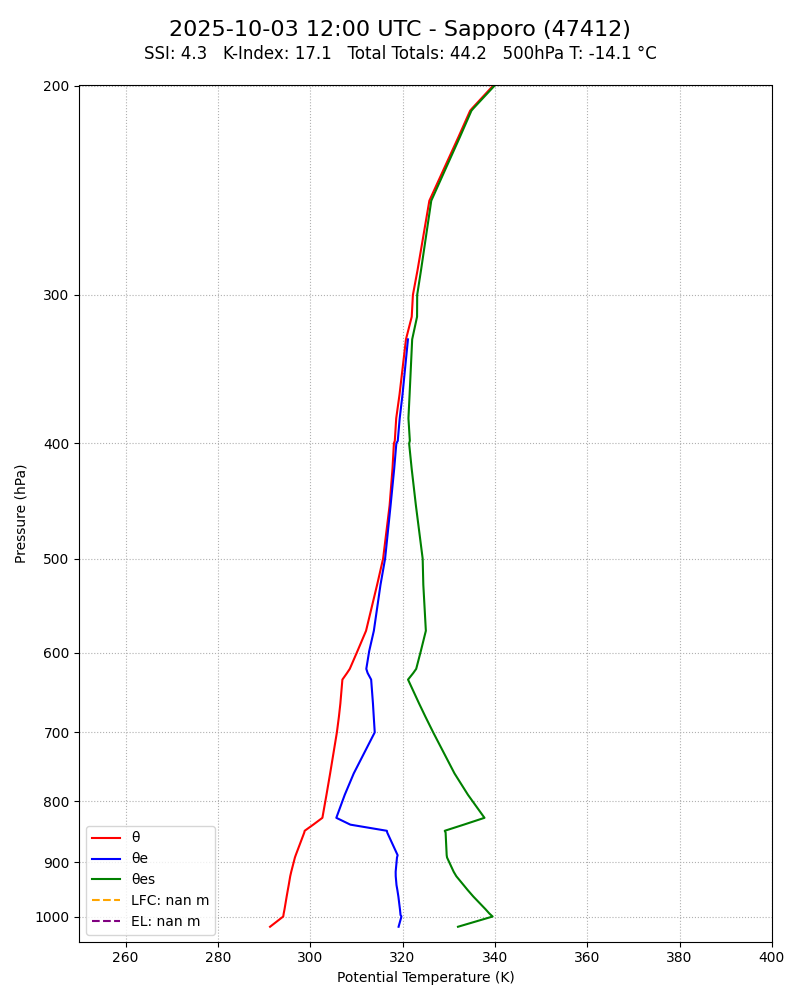 2025-10-03 12:00 UTC - Sapporo (47412)
SSI: 4.3   K-Index: 17.1   Total Totals: 44.2   500hPa T: -14.1 °C
200
300
400
500
600
700
800
900
1000
Pressure (hPa)
θ
θe
θes
LFC: nan m
EL: nan m
260 280 300 320 340 360 380 400
Potential Temperature (K)